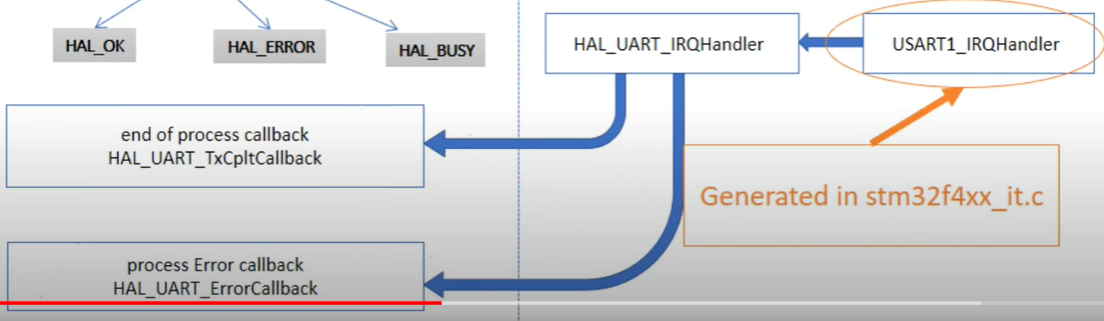 HAL_OK
HAL_ERROR
HAL_BUSY
HAL_UART_IRQHandler
USART1_IRQHandler
end of process callback
HAL_UART_TxCpltCallback
Generated in stm32f4xx_it.c
process Error callback
HAL_UART_ErrorCallback